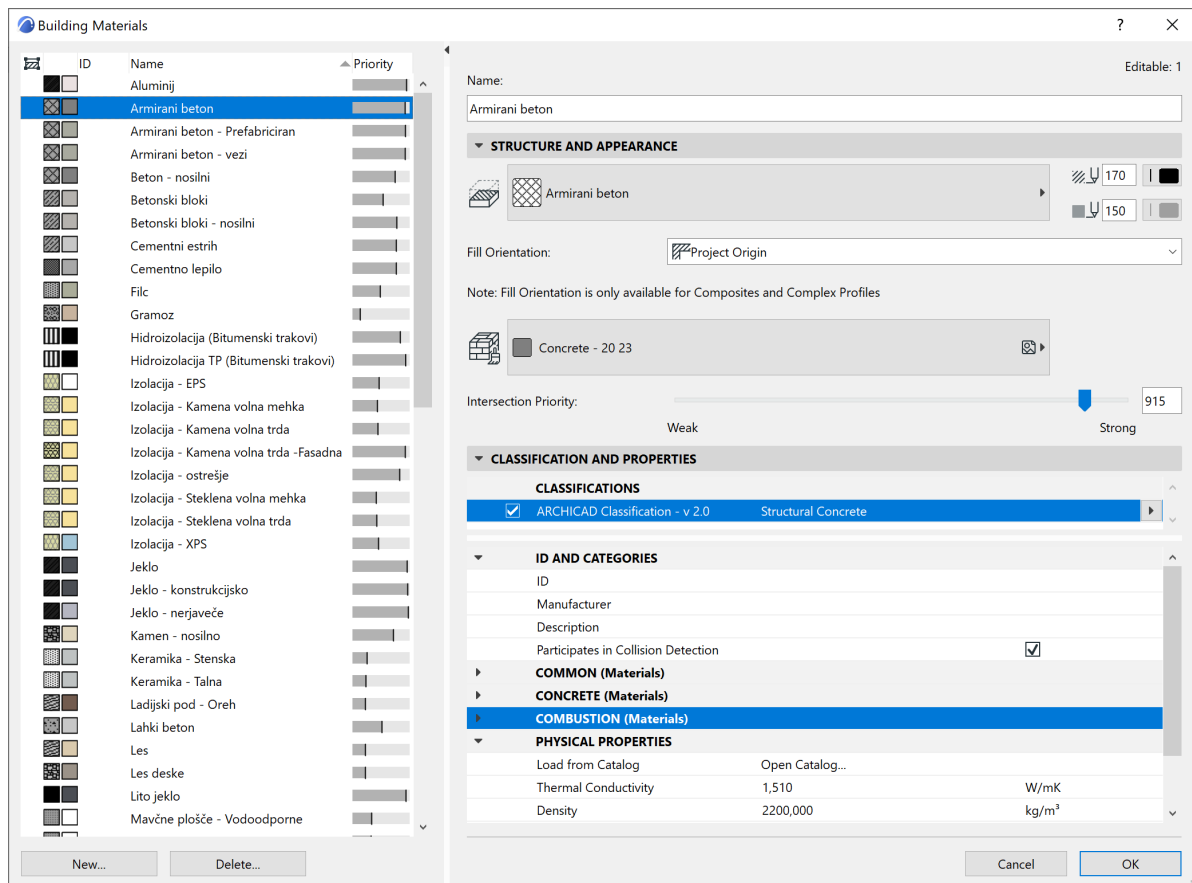 Building Materials
?
ID Name Priority
Aluminij
Armirani beton
Armirani beton - Prefabriciran
Armirani beton - vezi
Beton - nosilni
Betonski bloki
Betonski bloki - nosilni
Cementni estrih
Cementno lepilo
Filc
Gramoz
Hidroizolacija (Bitumenski trakovi)
Hidroizolacija TP (Bitumenski trakovi)
Izolacija - EPS
Izolacija - Kamena volna mehka
Izolacija - Kamena volna trda
Izolacija - Kamena volna trda -Fasadna
Izolacija - ostrešje
Izolacija - Steklena volna mehka
Izolacija - Steklena volna trda
Izolacija - XPS
Jeklo
Jeklo - konstrukcijsko
Jeklo - nerjaveče
Kamen - nosilno
Keramika - Stenska
Keramika - Talna
Ladijski pod - Oreh
Lahki beton
Les
Les deske
Lito jeklo
Mavčne plošče - Vodoodporne
New...
Delete...
Editable: 1
Name:
Armirani beton
STRUCTURE AND APPEARANCE
Armirani beton
170
150
Fill Orientation:
Project Origin
Note: Fill Orientation is only available for Composites and Complex Profiles
Concrete - 20 23
Intersection Priority:
915
Weak
Strong
CLASSIFICATION AND PROPERTIES
CLASSIFICATIONS
ARCHICAD Classification - v 2.0 Structural Concrete
ID AND CATEGORIES
ID
Manufacturer
Description
Participates in Collision Detection
COMMON (Materials)
CONCRETE (Materials)
COMBUSTION (Materials)
PHYSICAL PROPERTIES
Load from Catalog Open Catalog...
Thermal Conductivity 1,510 W/mK
Density 2200,000 kg/m³
Cancel
OK